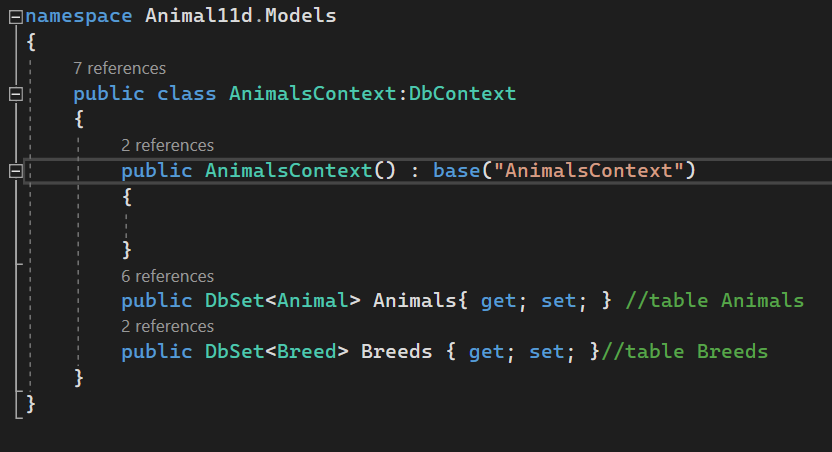 namespace Animal11d.Models
{
7 references
public class AnimalsContext:DbContext
{
2 references
public AnimalsContext() : base("AnimalsContext")
{
}
6 references
public DbSet<Animal> Animals{ get; set; } //table Animals
2 references
public DbSet<Breed> Breeds { get; set; }//table Breeds
}
}